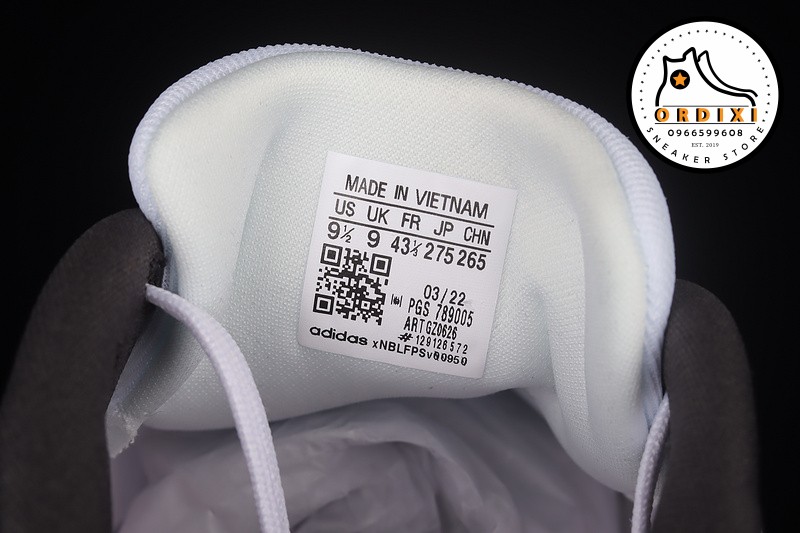 MADE IN VIETNAM
US UK FR JP CHN
9½ 9 43⅓ 275 265
03/22
PGS 789005
ART GZ0626
# 129126572
adidas xNBLFPSv00950
ORDIXI
0966599608
EST. 2019
SNEAKER STORE